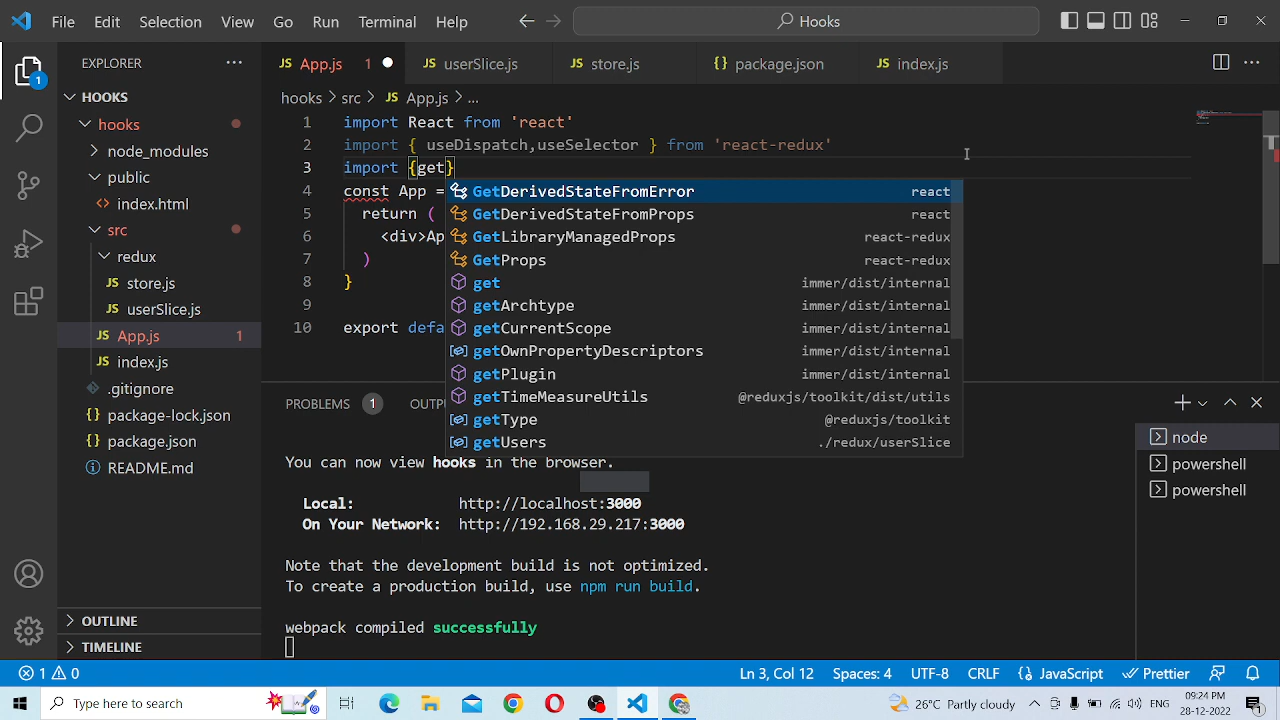 File Edit Selection View Go Run Terminal Help Hooks
EXPLORER
App.js 1 userSlice.js store.js package.json index.js
1
HOOKS
hooks
node_modules
public
index.html
src
redux
store.js
userSlice.js
App.js 1
index.js
.gitignore
package-lock.json
package.json
README.md
OUTLINE
TIMELINE
hooks > src > App.js > ...
1 import React from 'react'
2 import { useDispatch,useSelector } from 'react-redux'
3 import {get}
4 const App =
5 return (
6 <div>Ap
7 )
8 }
9
10 export defa
GetDerivedStateFromError react
GetDerivedStateFromProps react
GetLibraryManagedProps react-redux
GetProps react-redux
get immer/dist/internal
getArchtype immer/dist/internal
getCurrentScope immer/dist/internal
getOwnPropertyDescriptors immer/dist/internal
getPlugin immer/dist/internal
getTimeMeasureUtils @reduxjs/toolkit/dist/utils
getType @reduxjs/toolkit
getUsers ./redux/userSlice
PROBLEMS 1 OUTPU
You can now view hooks in the browser.
Local: http://localhost:3000
On Your Network: http://192.168.29.217:3000
Note that the development build is not optimized.
To create a production build, use npm run build.
webpack compiled successfully
node
powershell
powershell
1 0 Ln 3, Col 12 Spaces: 4 UTF-8 CRLF {} JavaScript Prettier
Type here to search
25°C Partly cloudy ENG
09:24 PM
28-12-2022
1